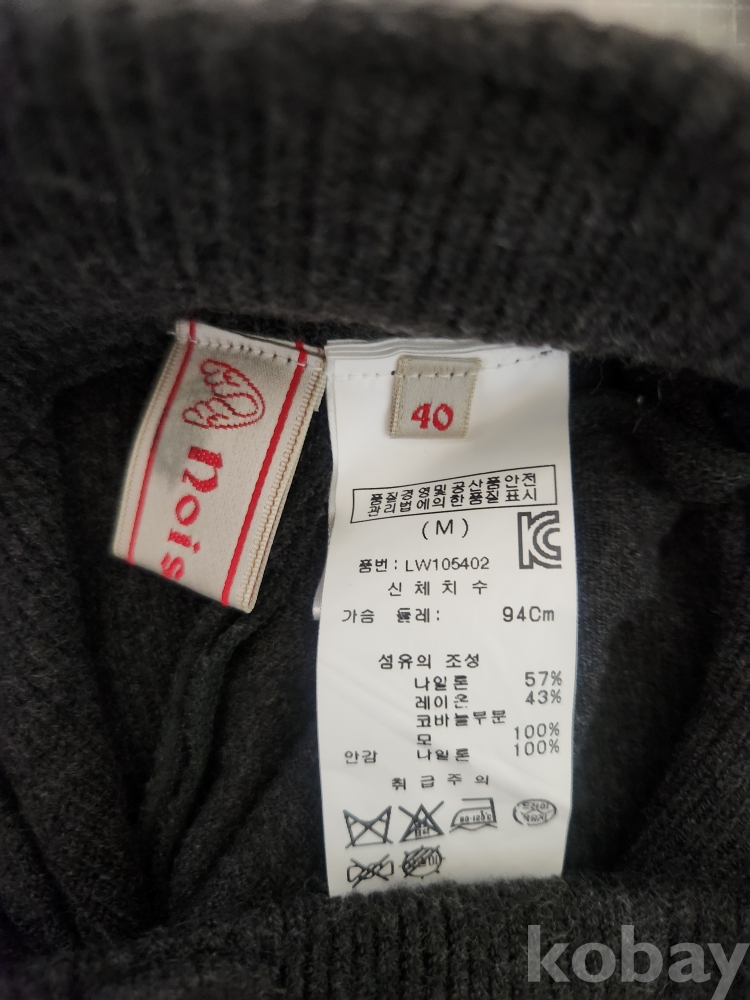 nois
40
품질경영및공산품안전
관리법에의한품질표시
(M)
품번: LW105402
신체치수
가슴 둘레: 94Cm
섬유의 조성
나일론 57%
레이온 43%
코바늘부분
모 100%
안감 나일론 100%
취급주의
kobay